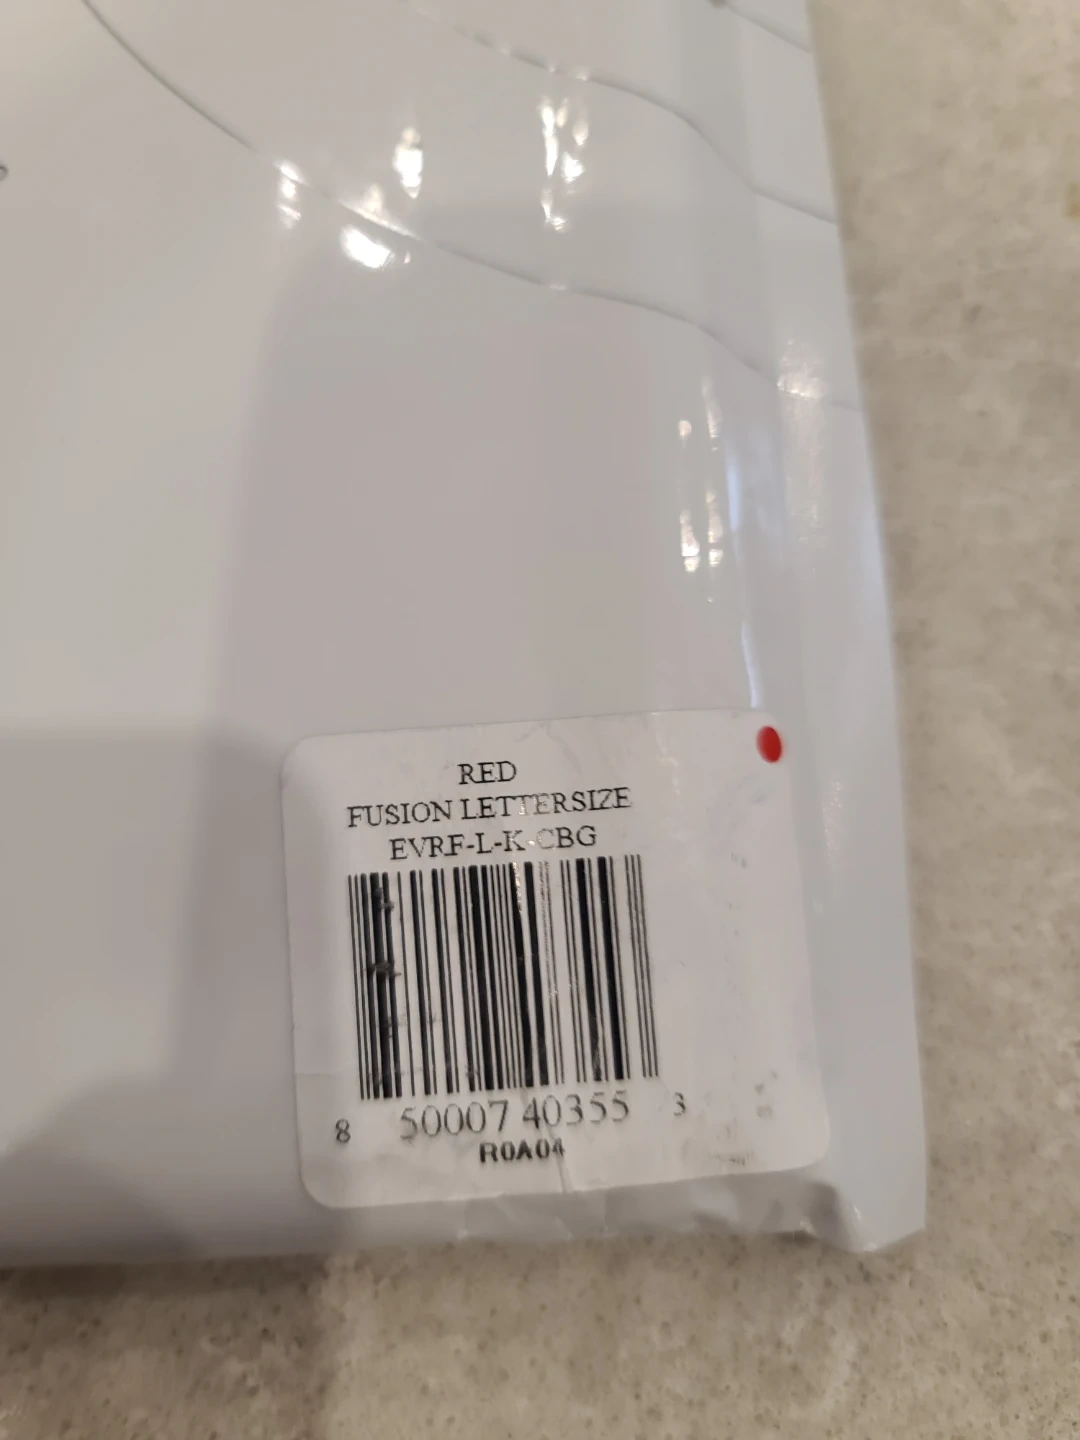 RED
FUSION LETTERSIZE
EVRF-L-K-CBG
8 50007 40355 3
R0A04